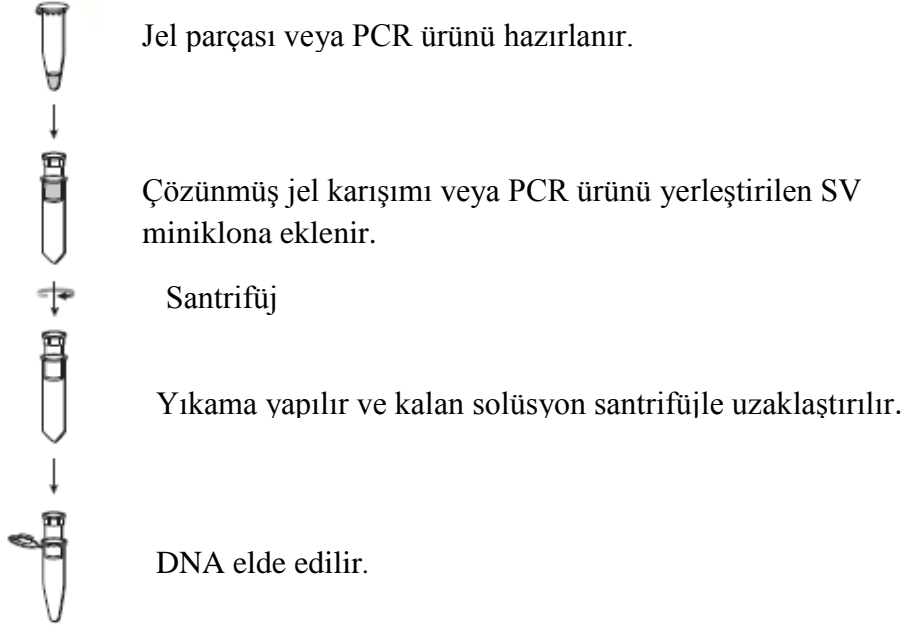 Jel parçası veya PCR ürünü hazırlanır.
Çözünmüş jel karışımı veya PCR ürünü yerleştirilen SV
miniklona eklenir.
Santrifüj
Yıkama yapılır ve kalan solüsyon santrifüjle uzaklaştırılır.
DNA elde edilir.